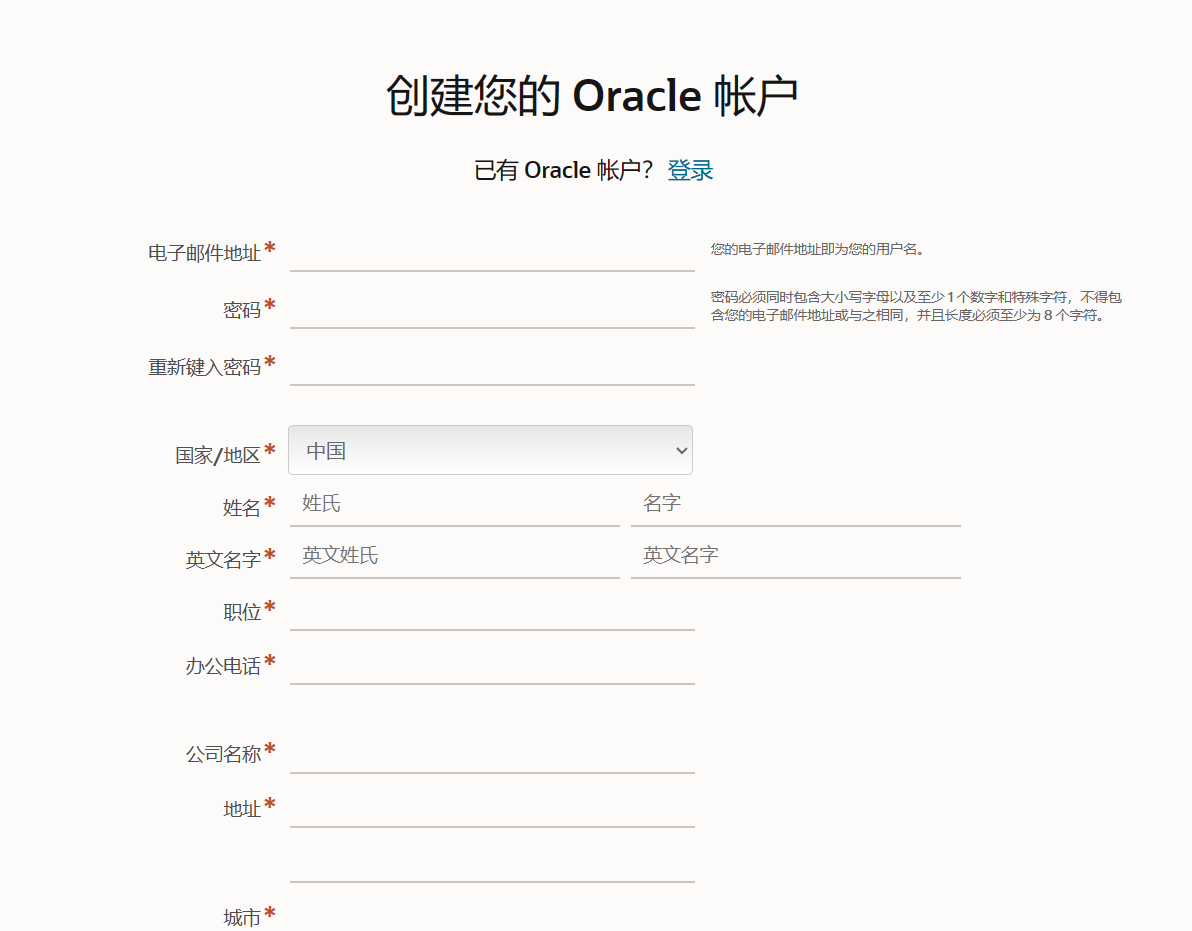 创建您的 Oracle 帐户
已有 Oracle 帐户？ 登录
电子邮件地址*
您的电子邮件地址即为您的用户名。
密码*
密码必须同时包含大小写字母以及至少 1 个数字和特殊字符，不得包
含您的电子邮件地址或与之相同，并且长度必须至少为 8 个字符。
重新键入密码*
国家/地区* 中国
姓名* 姓氏 名字
英文名字* 英文姓氏 英文名字
职位*
办公电话*
公司名称*
地址*
城市*